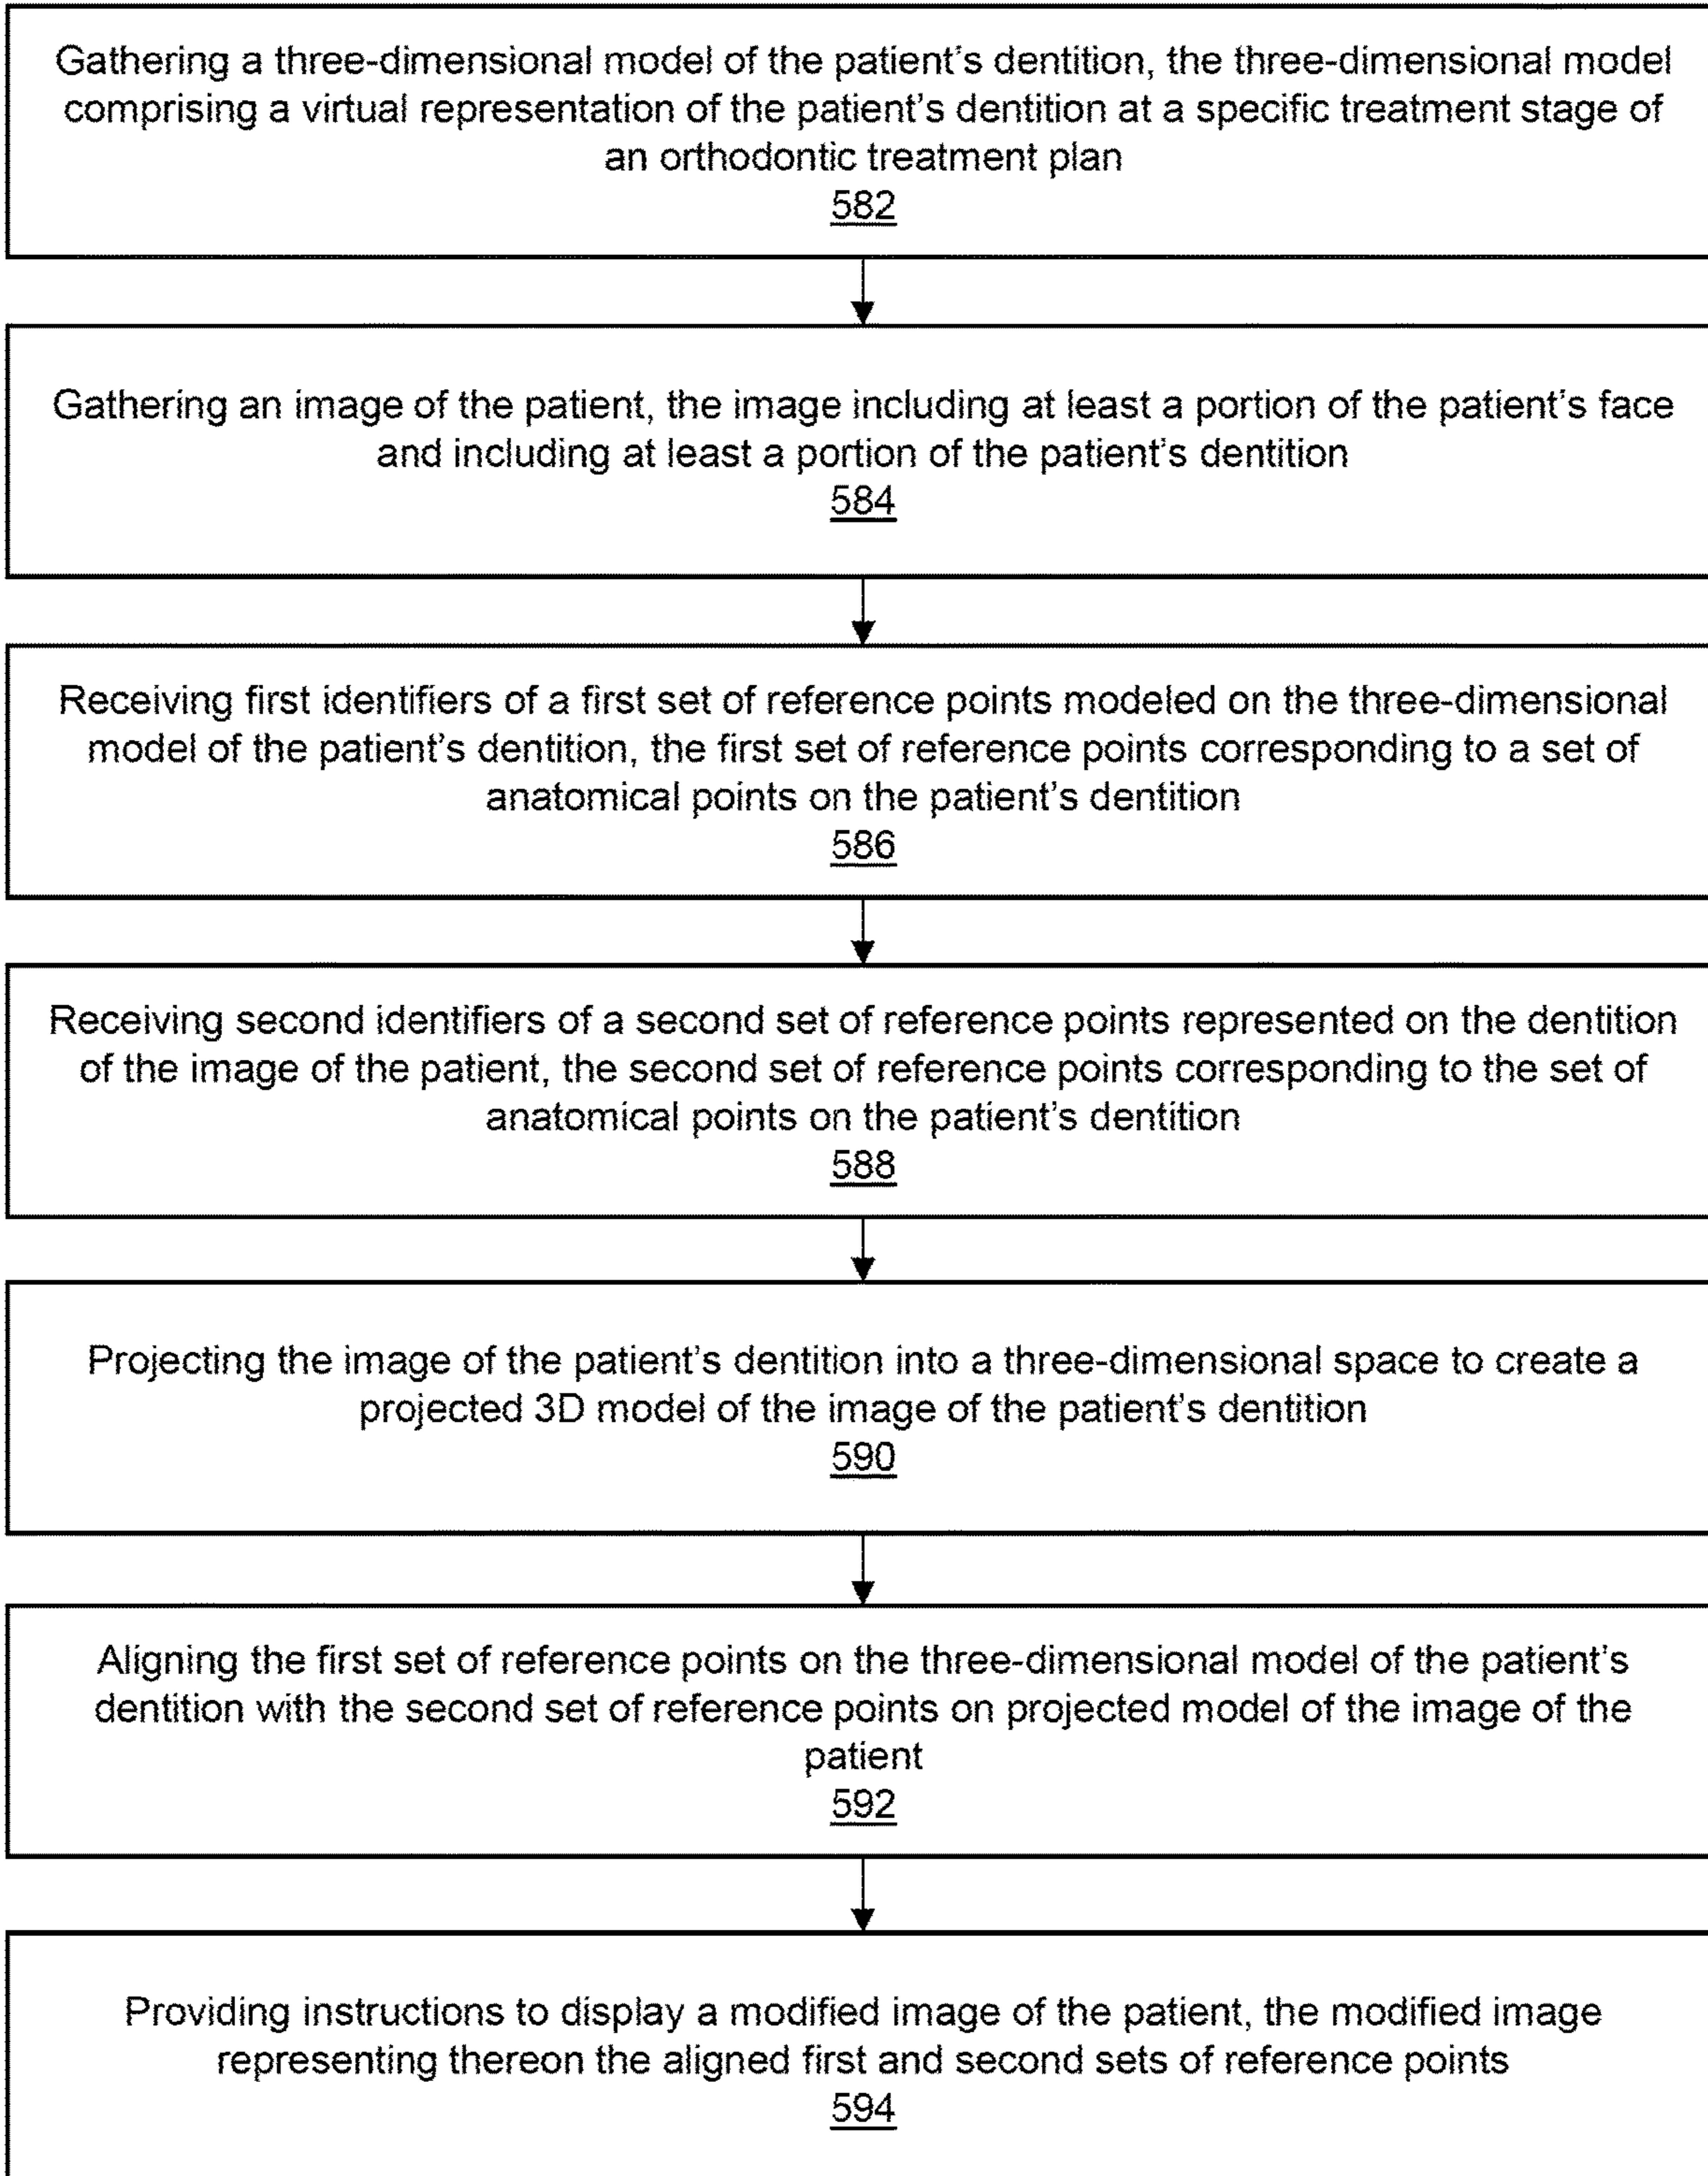 Gathering a three-dimensional model of the patient's dentition, the three-dimensional model
comprising a virtual representation of the patient's dentition at a specific treatment stage of
an orthodontic treatment plan
582
Gathering an image of the patient, the image including at least a portion of the patient's face
and including at least a portion of the patient's dentition
584
Receiving first identifiers of a first set of reference points modeled on the three-dimensional
model of the patient's dentition, the first set of reference points corresponding to a set of
anatomical points on the patient's dentition
586
Receiving second identifiers of a second set of reference points represented on the dentition
of the image of the patient, the second set of reference points corresponding to the set of
anatomical points on the patient's dentition
588
Projecting the image of the patient's dentition into a three-dimensional space to create a
projected 3D model of the image of the patient's dentition
590
Aligning the first set of reference points on the three-dimensional model of the patient's
dentition with the second set of reference points on projected model of the image of the
patient
592
Providing instructions to display a modified image of the patient, the modified image
representing thereon the aligned first and second sets of reference points
594